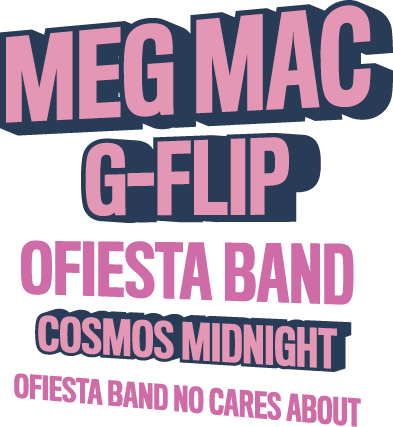 MEG MAC
G-FLIP
OFIESTA BAND
COSMOS MIDNIGHT
OFIESTA BAND NO CARES ABOUT